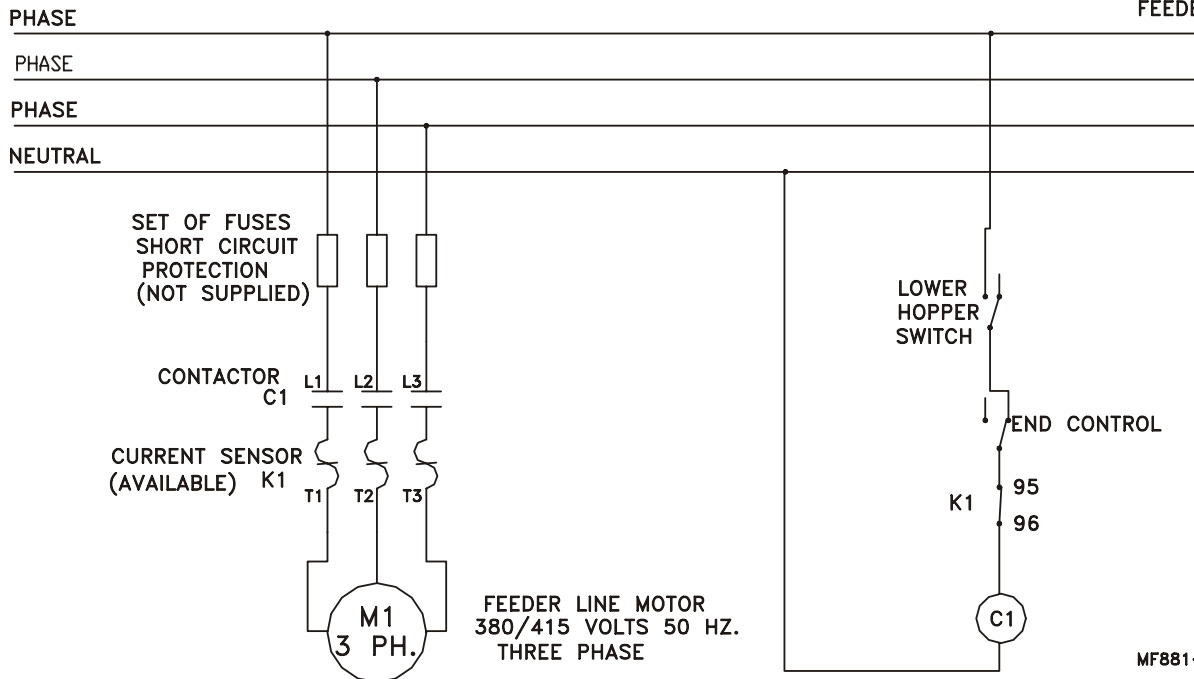 PHASE
PHASE
PHASE
NEUTRAL
SET OF FUSES
SHORT CIRCUIT
PROTECTION
(NOT SUPPLIED)
CONTACTOR
C1
L1
L2
L3
CURRENT SENSOR
(AVAILABLE) K1
T1
T2
T3
M1
3 PH.
FEEDER LINE MOTOR
380/415 VOLTS 50 HZ.
THREE PHASE
LOWER
HOPPER
SWITCH
END CONTROL
K1
95
96
C1